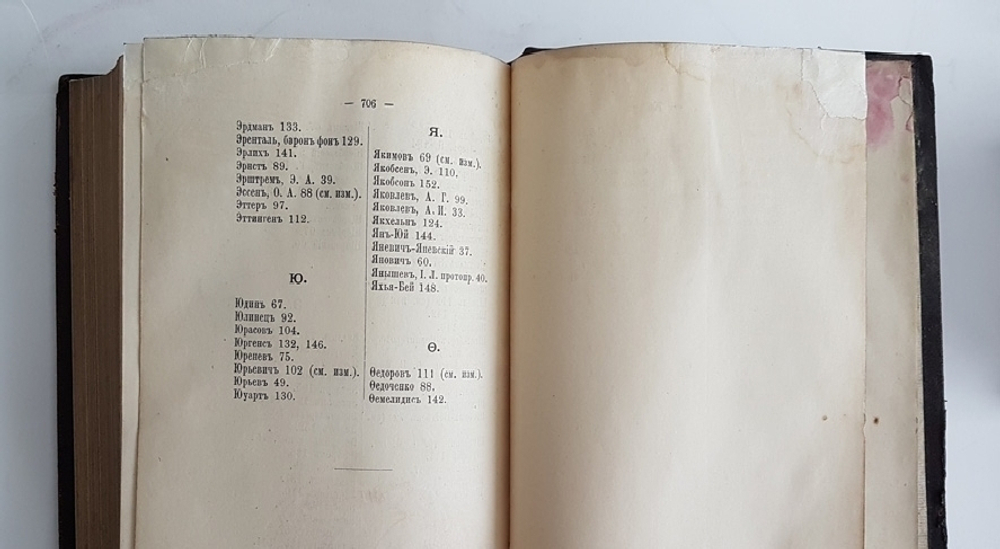 — 706 —
Эрдманъ 133.
Эренталь, баронъ фонъ 129.
Эрлихъ 141.
Эрнстъ 89.
Эрштремъ, Э. А. 39.
Эссенъ, О. А. 88 (см. изм.).
Эттеръ 97.
Эттингенъ 112.
Ю.
Юдинъ 67.
Юлинецъ 92.
Юрасовъ 104.
Юргенсъ 132, 146.
Юреневъ 75.
Юрьевичъ 102 (см. изм.).
Юрьевъ 49.
Юуартъ 130.
Я.
Якимовъ 69 (см. изм.).
Якобсенъ, Э. 110.
Якобсонъ 152.
Яковлевъ, А. Г. 99.
Яковлевъ, А. И. 33.
Якхельнъ 124.
Янъ-Юй 144.
Яневичъ-Яневскій 37.
Яновичъ 60.
Янышевъ, І. Л. протопр. 40.
Яхья-Бей 148.
Ѳ.
Ѳедоровъ 111 (см. изм.).
Ѳедоченко 88.
Ѳемелидисъ 142.